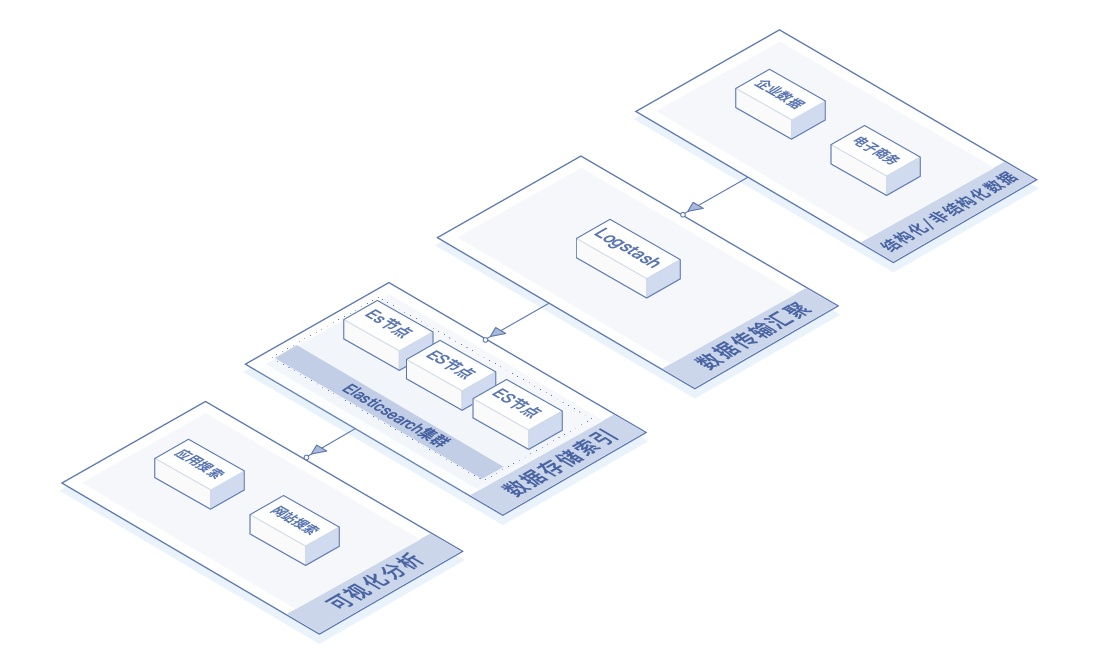 企业数据
电子商务
结构化/非结构化数据
Logstash
数据传输汇聚
Es节点
ES节点
ES节点
Elasticsearch集群
数据存储索引
应用搜索
网站搜索
可视化分析